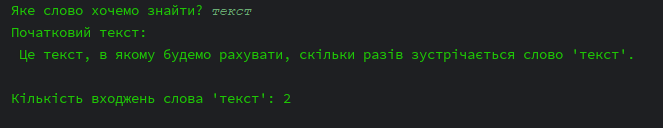 Яке слово хочемо знайти? текст
Початковий текст:
Це текст, в якому будемо рахувати, скільки разів зустрічається слово 'текст'.
Кількість входжень слова 'текст': 2